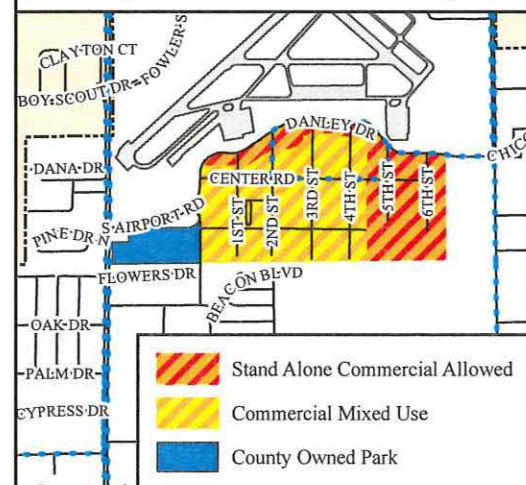 CLAYTON CT
BOY SCOUT DR
FOWLER S
DANLEY DR
CHICO
DANA DR
CENTER RD
1ST ST
2ND ST
3RD ST
4TH ST
5TH ST
6TH ST
S AIRPORT RD
PINE DR N
FLOWERS DR
BEACON BLVD
OAK DR
PALM DR
CYPRESS DR
Stand Alone Commercial Allowed
Commercial Mixed Use
County Owned Park